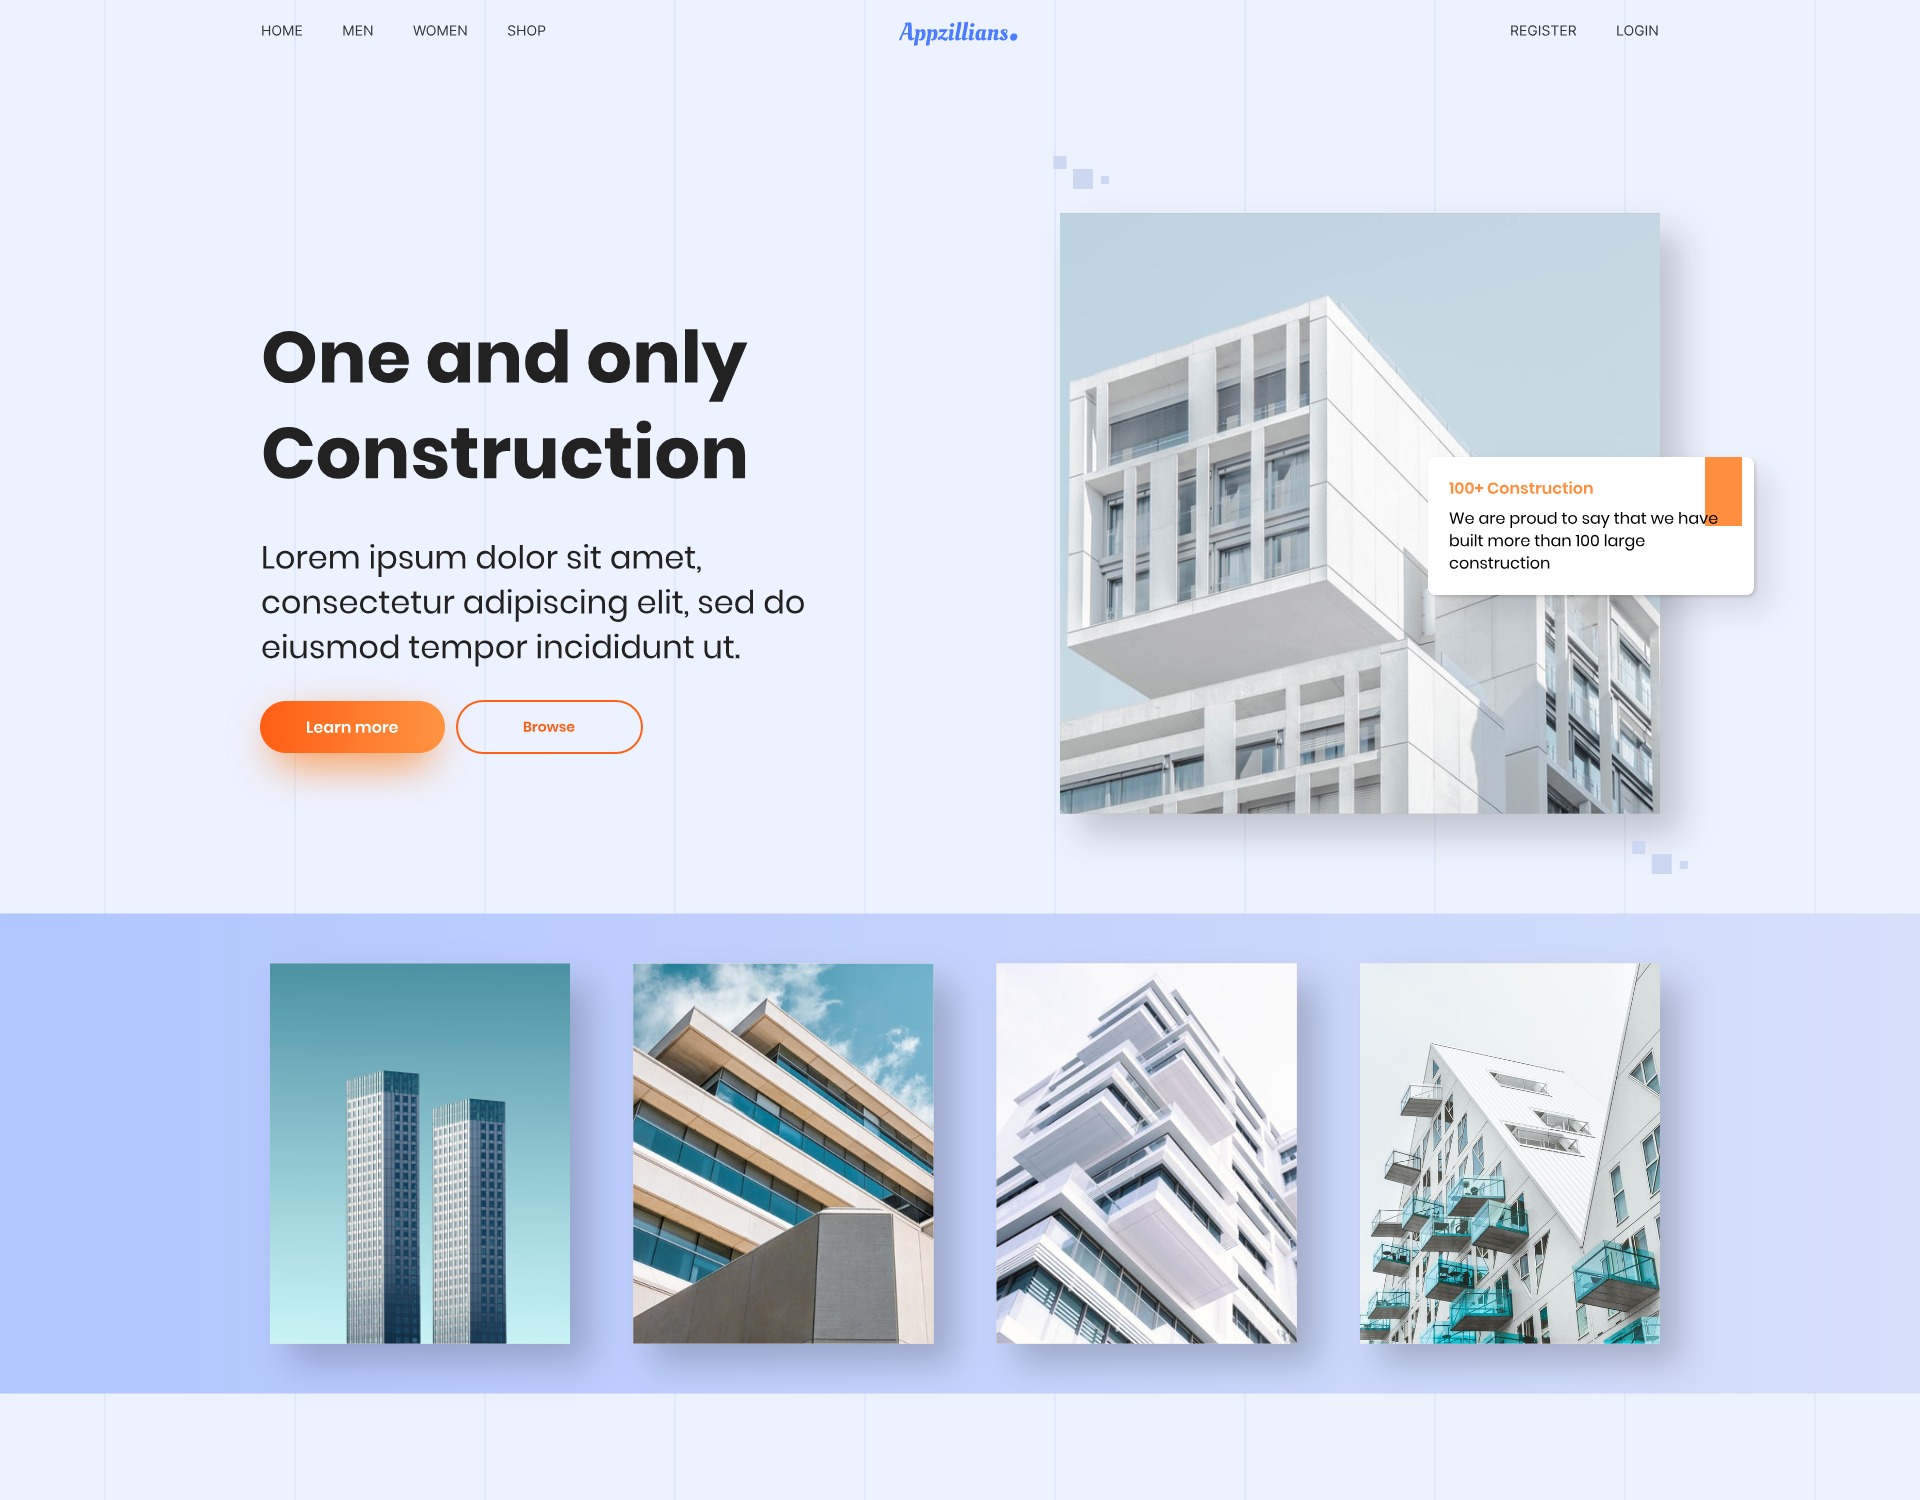 HOME MEN WOMEN SHOP Appzillians. REGISTER LOGIN
One and only
Construction
Lorem ipsum dolor sit amet,
consectetur adipiscing elit, sed do
eiusmod tempor incididunt ut.
Learn more Browse
100+ Construction
We are proud to say that we have
built more than 100 large
construction